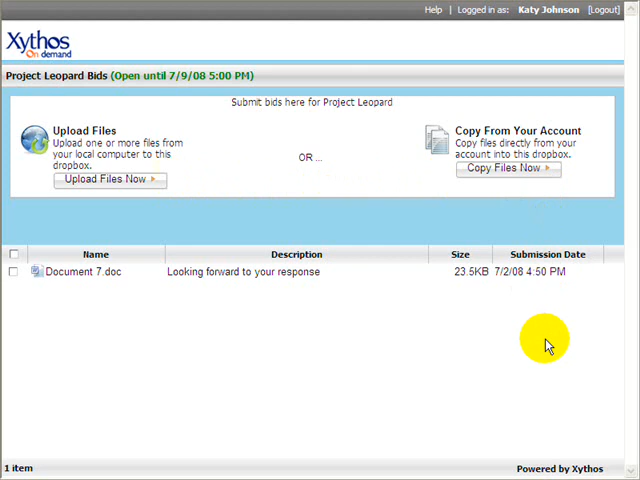 Help | Logged in as: Katy Johnson [Logout]
Xythos
On demand
Project Leopard Bids (Open until 7/9/08 5:00 PM)
Submit bids here for Project Leopard
Upload Files
Upload one or more files from
your local computer to this
dropbox.
Upload Files Now
OR ...
Copy From Your Account
Copy files directly from your
account into this dropbox.
Copy Files Now
Name Description Size Submission Date
Document 7.doc Looking forward to your response 23.5KB 7/2/08 4:50 PM
1 item Powered by Xythos